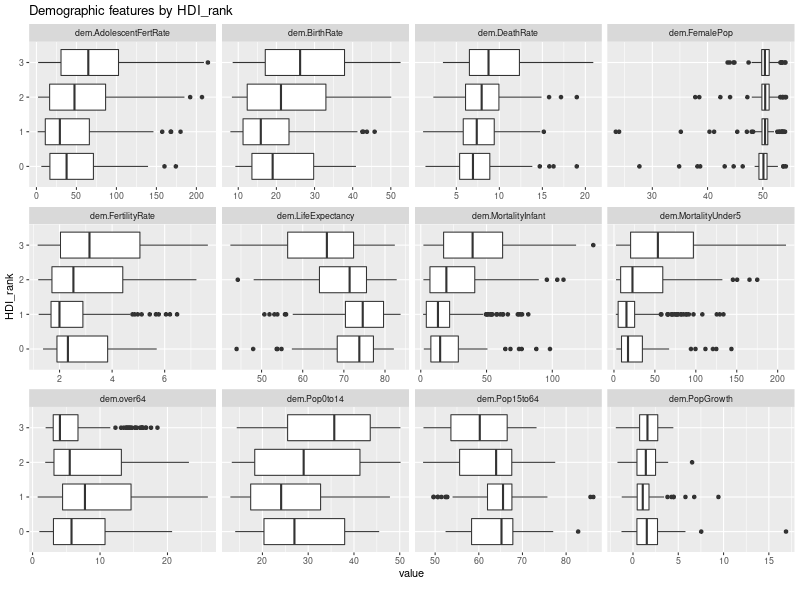 Demographic features by HDI_rank
dem.AdolescentFertRate dem.BirthRate dem.DeathRate dem.FemalePop
3
2
1
0
0 50 100 150 200 10 20 30 40 50 5 10 15 20 30 40 50
dem.FertilityRate dem.LifeExpectancy dem.MortalityInfant dem.MortalityUnder5
3
2
1
0
2 4 6 50 60 70 80 0 50 100 0 50 100 150 200
HDI_rank
dem.over64 dem.Pop0to14 dem.Pop15to64 dem.PopGrowth
3
2
1
0
0 10 20 20 30 40 50 50 60 70 80 0 5 10 15
value